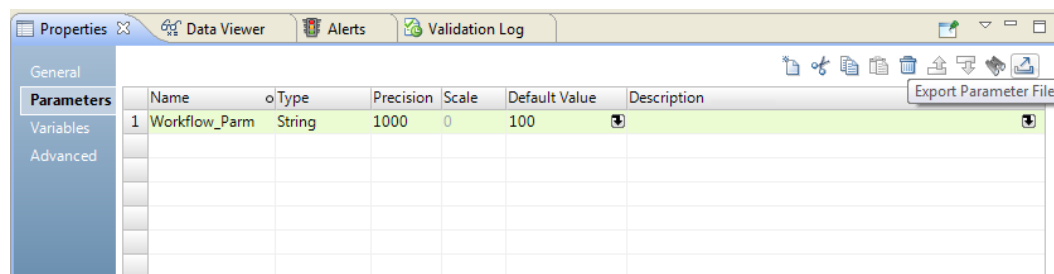 Properties Data Viewer Alerts Validation Log
General
Export Parameter File
Parameters Name Type Precision Scale Default Value Description
Variables 1 Workflow_Parm String 1000 0 100
Advanced